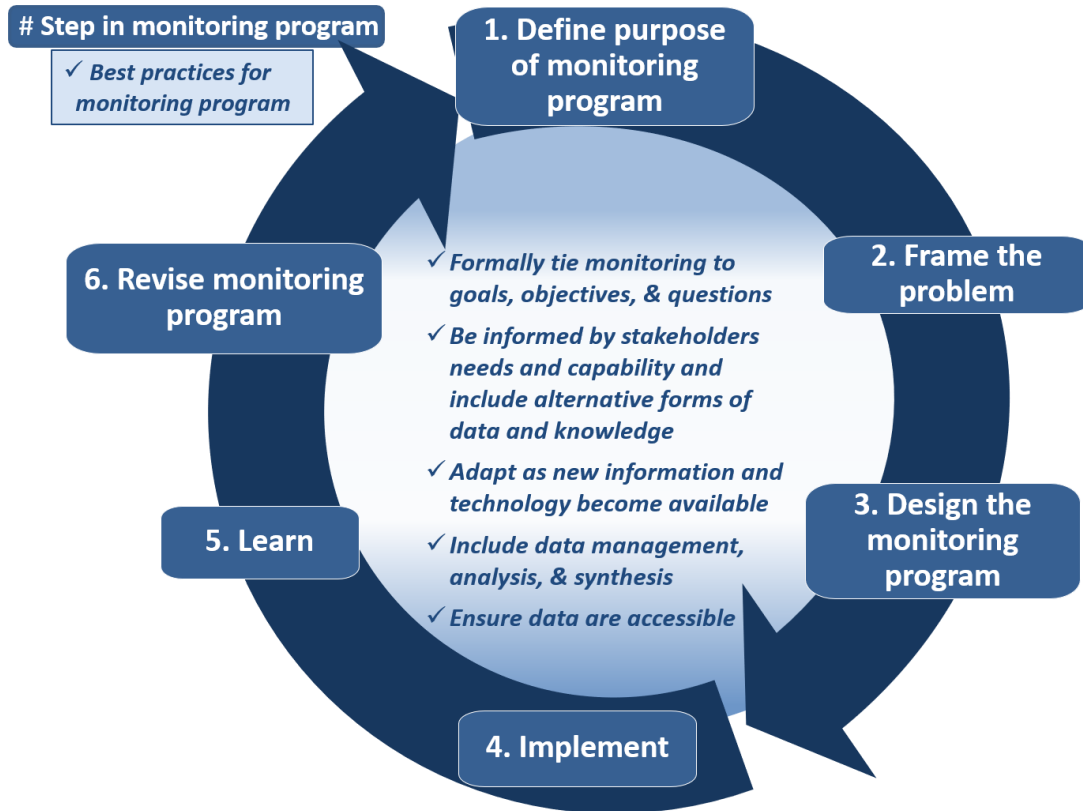 # Step in monitoring program
✓ Best practices for
monitoring program
1. Define purpose
of monitoring
program
2. Frame the
problem
3. Design the
monitoring
program
4. Implement
5. Learn
6. Revise monitoring
program
✓ Formally tie monitoring to
goals, objectives, & questions
✓ Be informed by stakeholders
needs and capability and
include alternative forms of
data and knowledge
✓ Adapt as new information and
technology become available
✓ Include data management,
analysis, & synthesis
✓ Ensure data are accessible